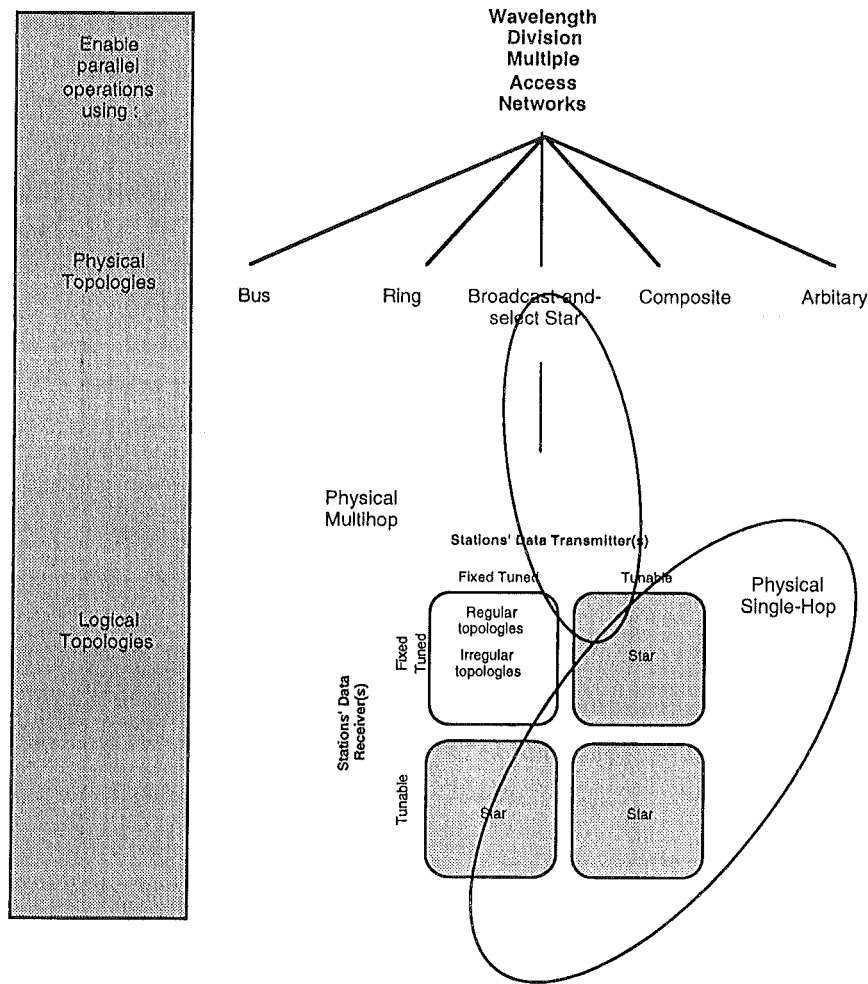 Enable
parallel
operations
using :
Physical
Topologies
Logical
Topologies
Wavelength
Division
Multiple
Access
Networks
Bus
Ring
Broadcast-and-
select Star
Composite
Arbitary
Physical
Multihop
Stations' Data Transmitter(s)
Fixed Tuned
Tunable
Physical
Single-Hop
Stations' Data
Receiver(s)
Fixed
Tuned
Regular
topologies
Irregular
topologies
Star
Tunable
Star
Star